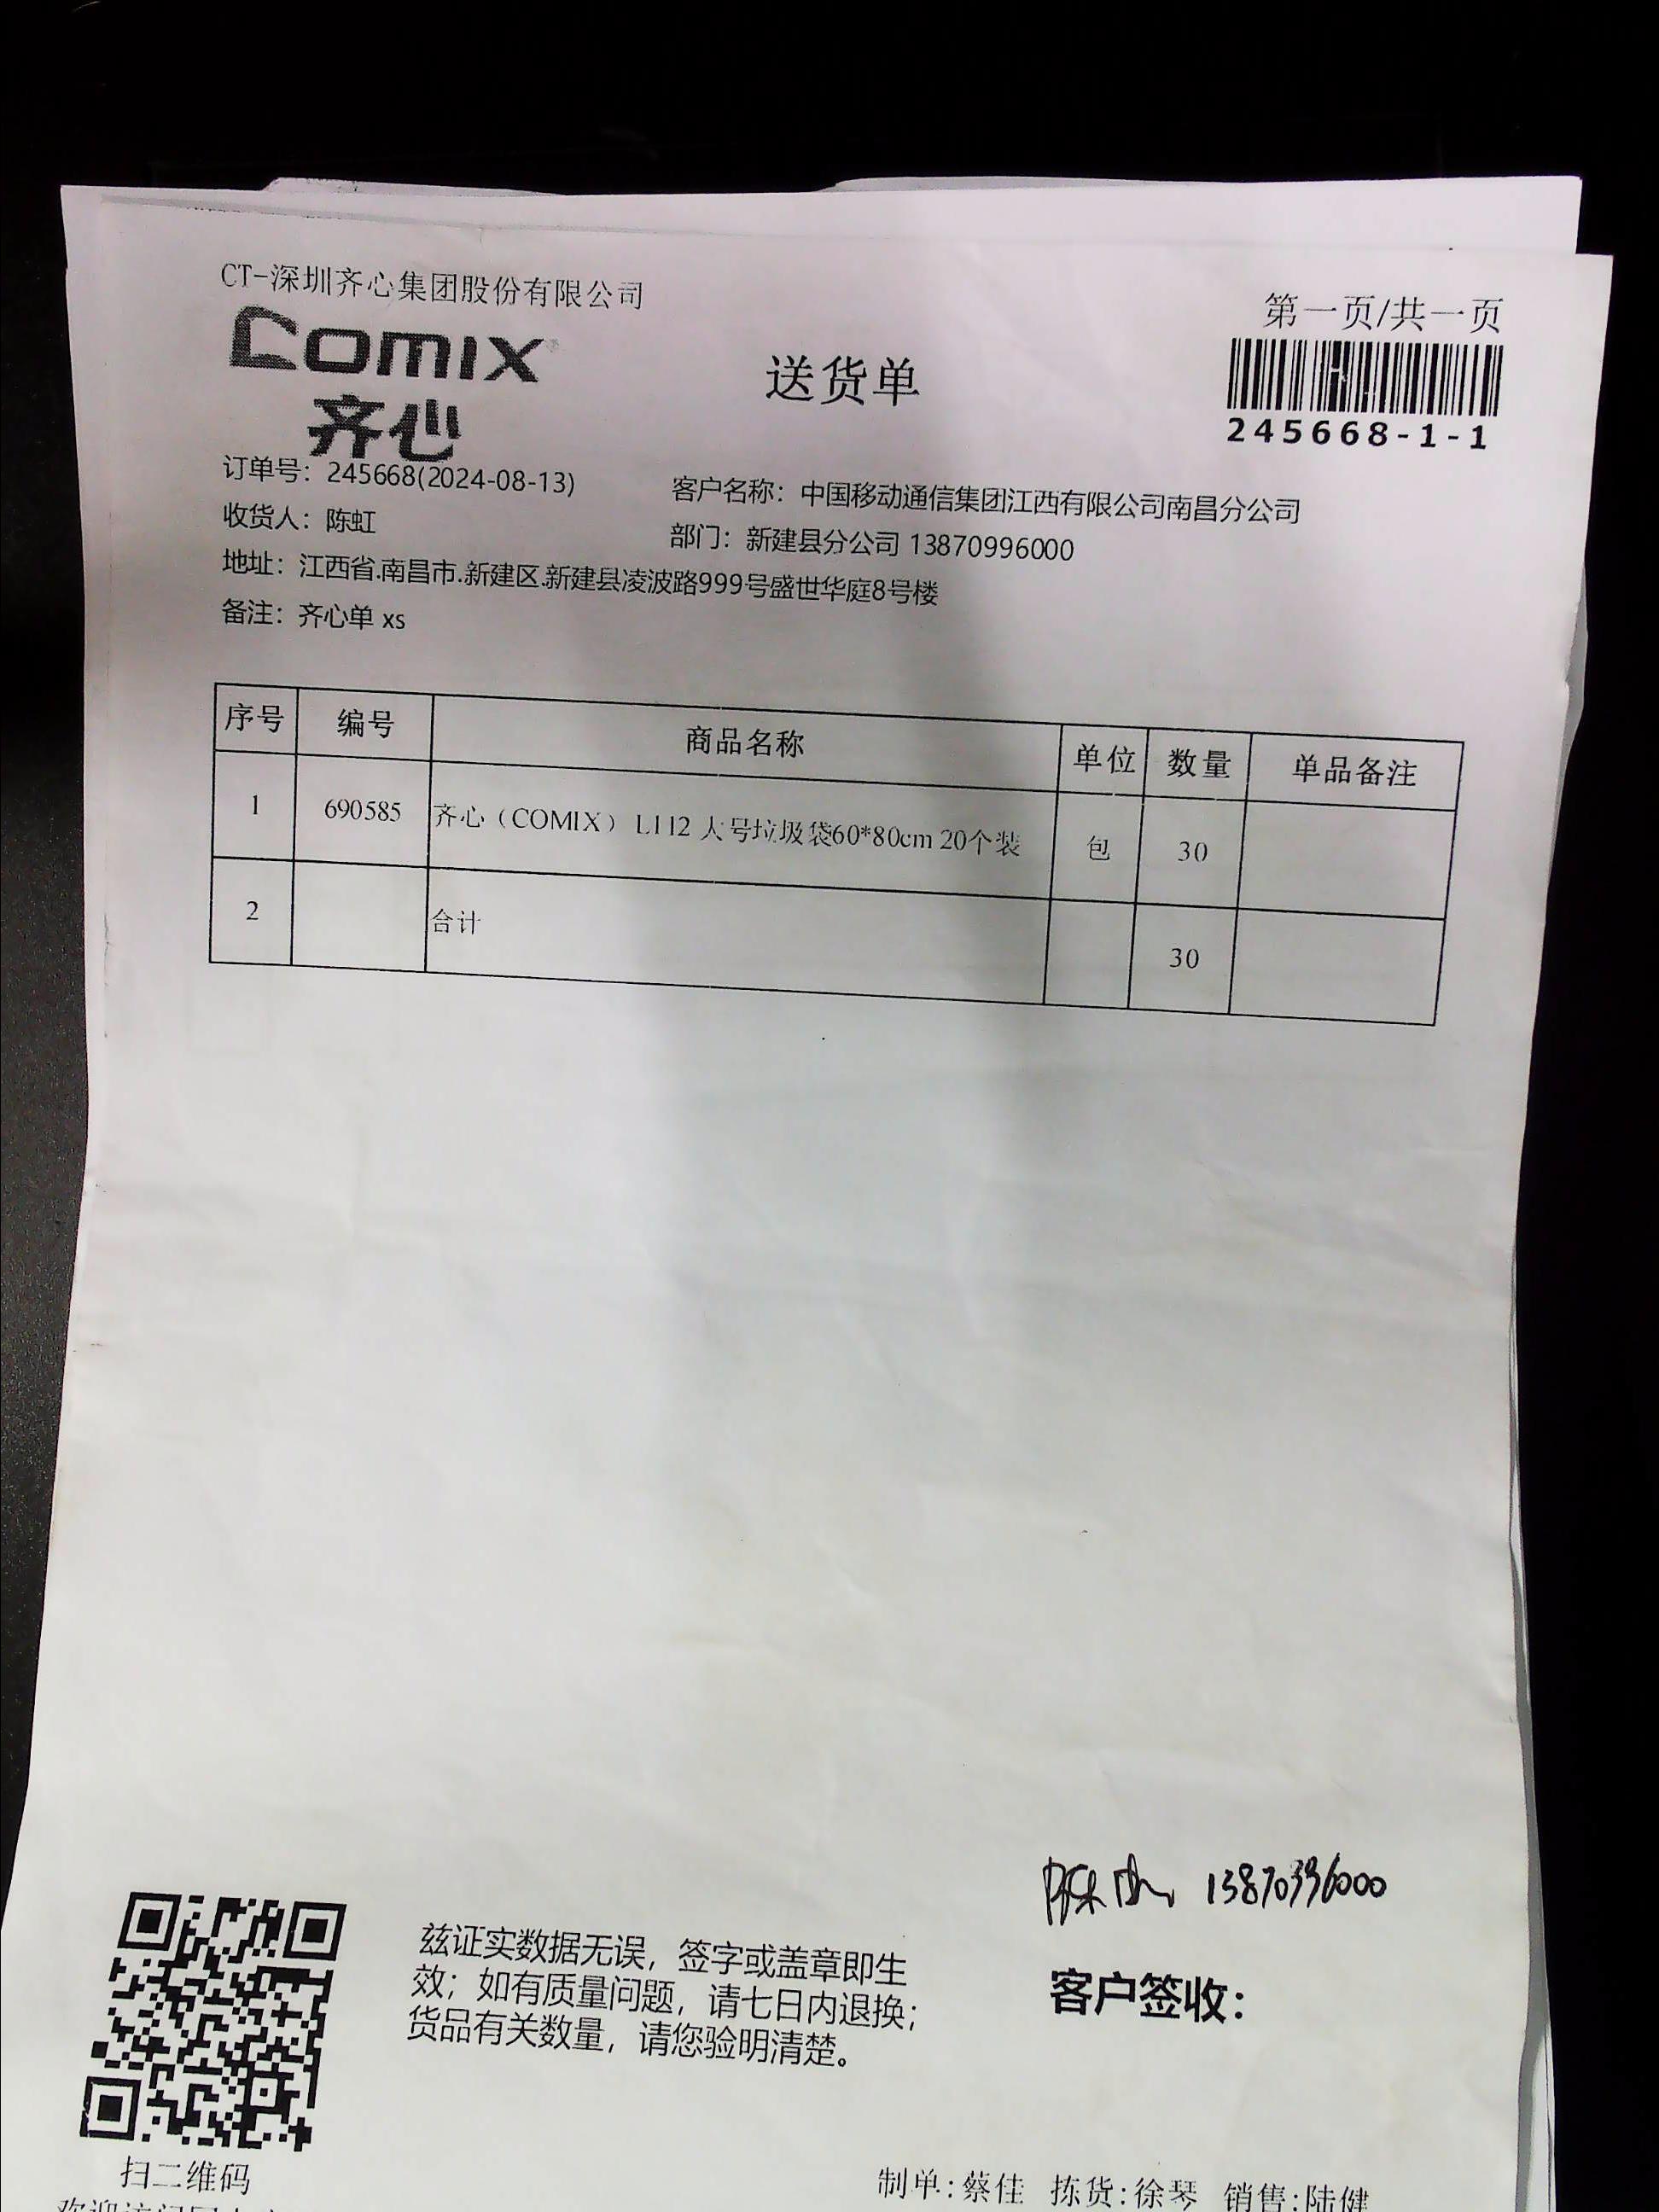 CT-深圳齐心集团股份有限公司
第一页/共一页
COMIX
齐心
送货单
245668-1-1
订单号：245668(2024-08-13)
客户名称：中国移动通信集团江西有限公司南昌分公司
收货人：陈虹
部门：新建县分公司 13870996000
地址：江西省.南昌市.新建区.新建县凌波路999号盛世华庭8号楼
备注：齐心单 xs
序号 编号 商品名称 单位 数量 单品备注
1 690585 齐心（COMIX） L112 大号垃圾袋60*80cm 20个装 包 30
2 合计 30
陈 13870996000
兹证实数据无误，签字或盖章即生
效；如有质量问题，请七日内退换；
货品有关数量，请您验明清楚。
客户签收：
扫二维码
制单:蔡佳 拣货:徐琴 销售:陆健